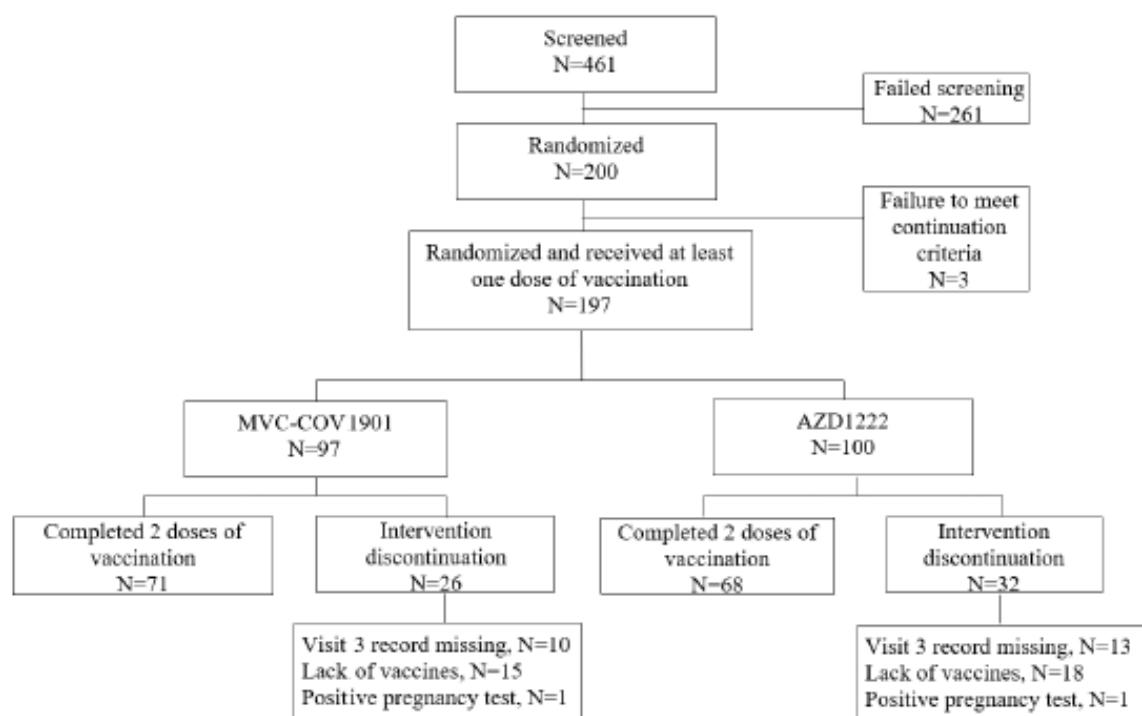 Screened
N=461
Failed screening
N=261
Randomized
N=200
Failure to meet
continuation
criteria
N=3
Randomized and received at least
one dose of vaccination
N=197
MVC-COV1901
N=97
AZD1222
N=100
Completed 2 doses of
vaccination
N=71
Intervention
discontinuation
N=26
Completed 2 doses of
vaccination
N=68
Intervention
discontinuation
N=32
Visit 3 record missing, N=10
Lack of vaccines, N=15
Positive pregnancy test, N=1
Visit 3 record missing, N=13
Lack of vaccines, N=18
Positive pregnancy test, N=1